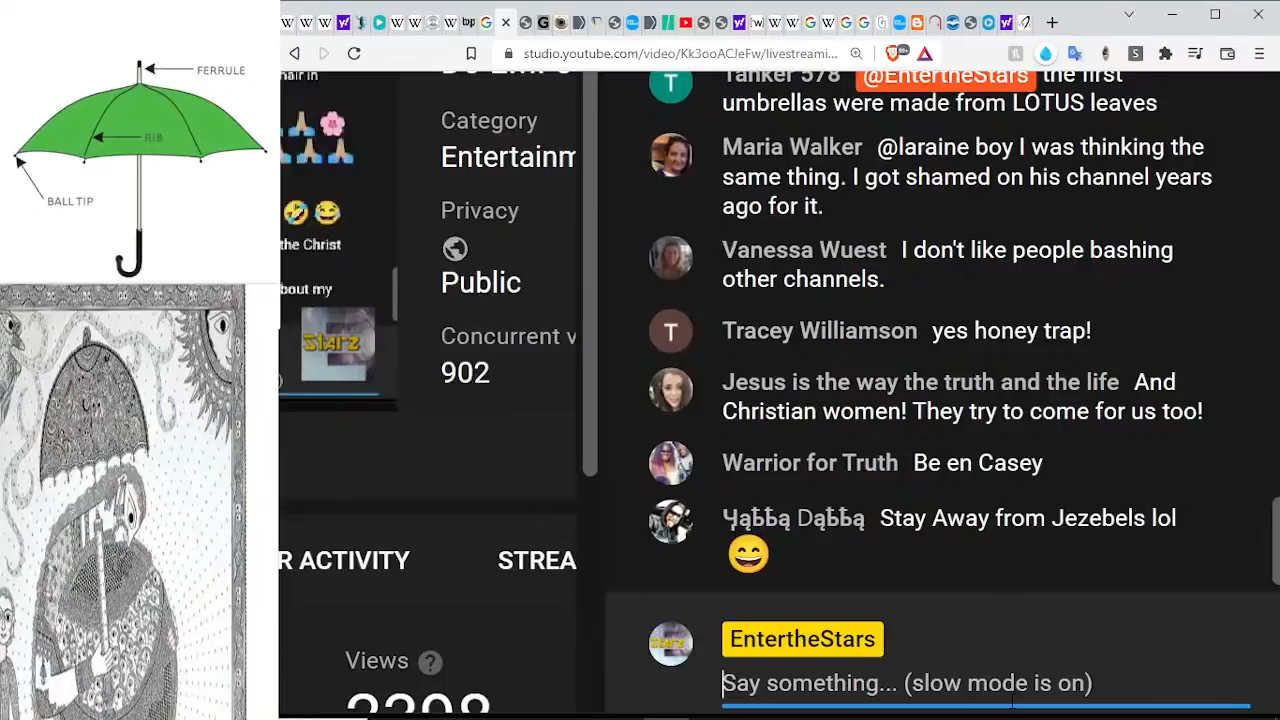 FERRULE
RIB
BALL TIP
studio.youtube.com/video/Kk3ooACJeFw/livestreami...
99+
hair in
the Christ
bout my
Starz
Category
Entertainm
Privacy
Public
Concurrent v
902
R ACTIVITY
STREA
Views ?
T
Tanker 578 @EntertheStars the first
umbrellas were made from LOTUS leaves
Maria Walker @laraine boy I was thinking the
same thing. I got shamed on his channel years
ago for it.
Vanessa Wuest I don't like people bashing
other channels.
T
Tracey Williamson yes honey trap!
Jesus is the way the truth and the life And
Christian women! They try to come for us too!
Warrior for Truth Be en Casey
Stay Away from Jezebels lol
EntertheStars
Say something... (slow mode is on)